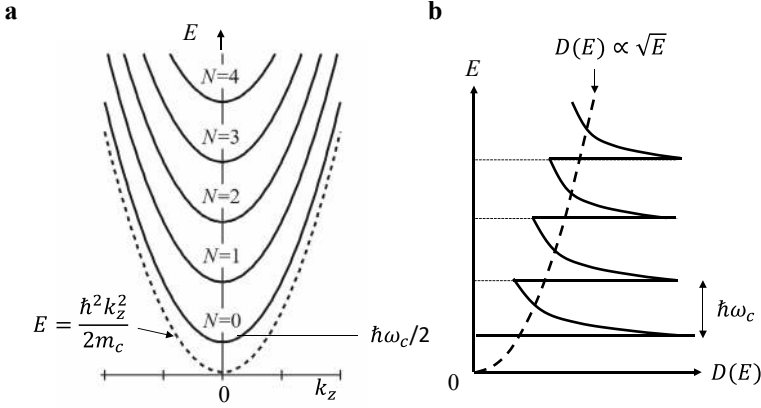 a
E
N=4
N=3
N=2
N=1
N=0
E = ħ²k_z²/2m_c
ħω_c/2
0
k_z
b
D(E) ∝ √E
E
ħω_c
0
D(E)